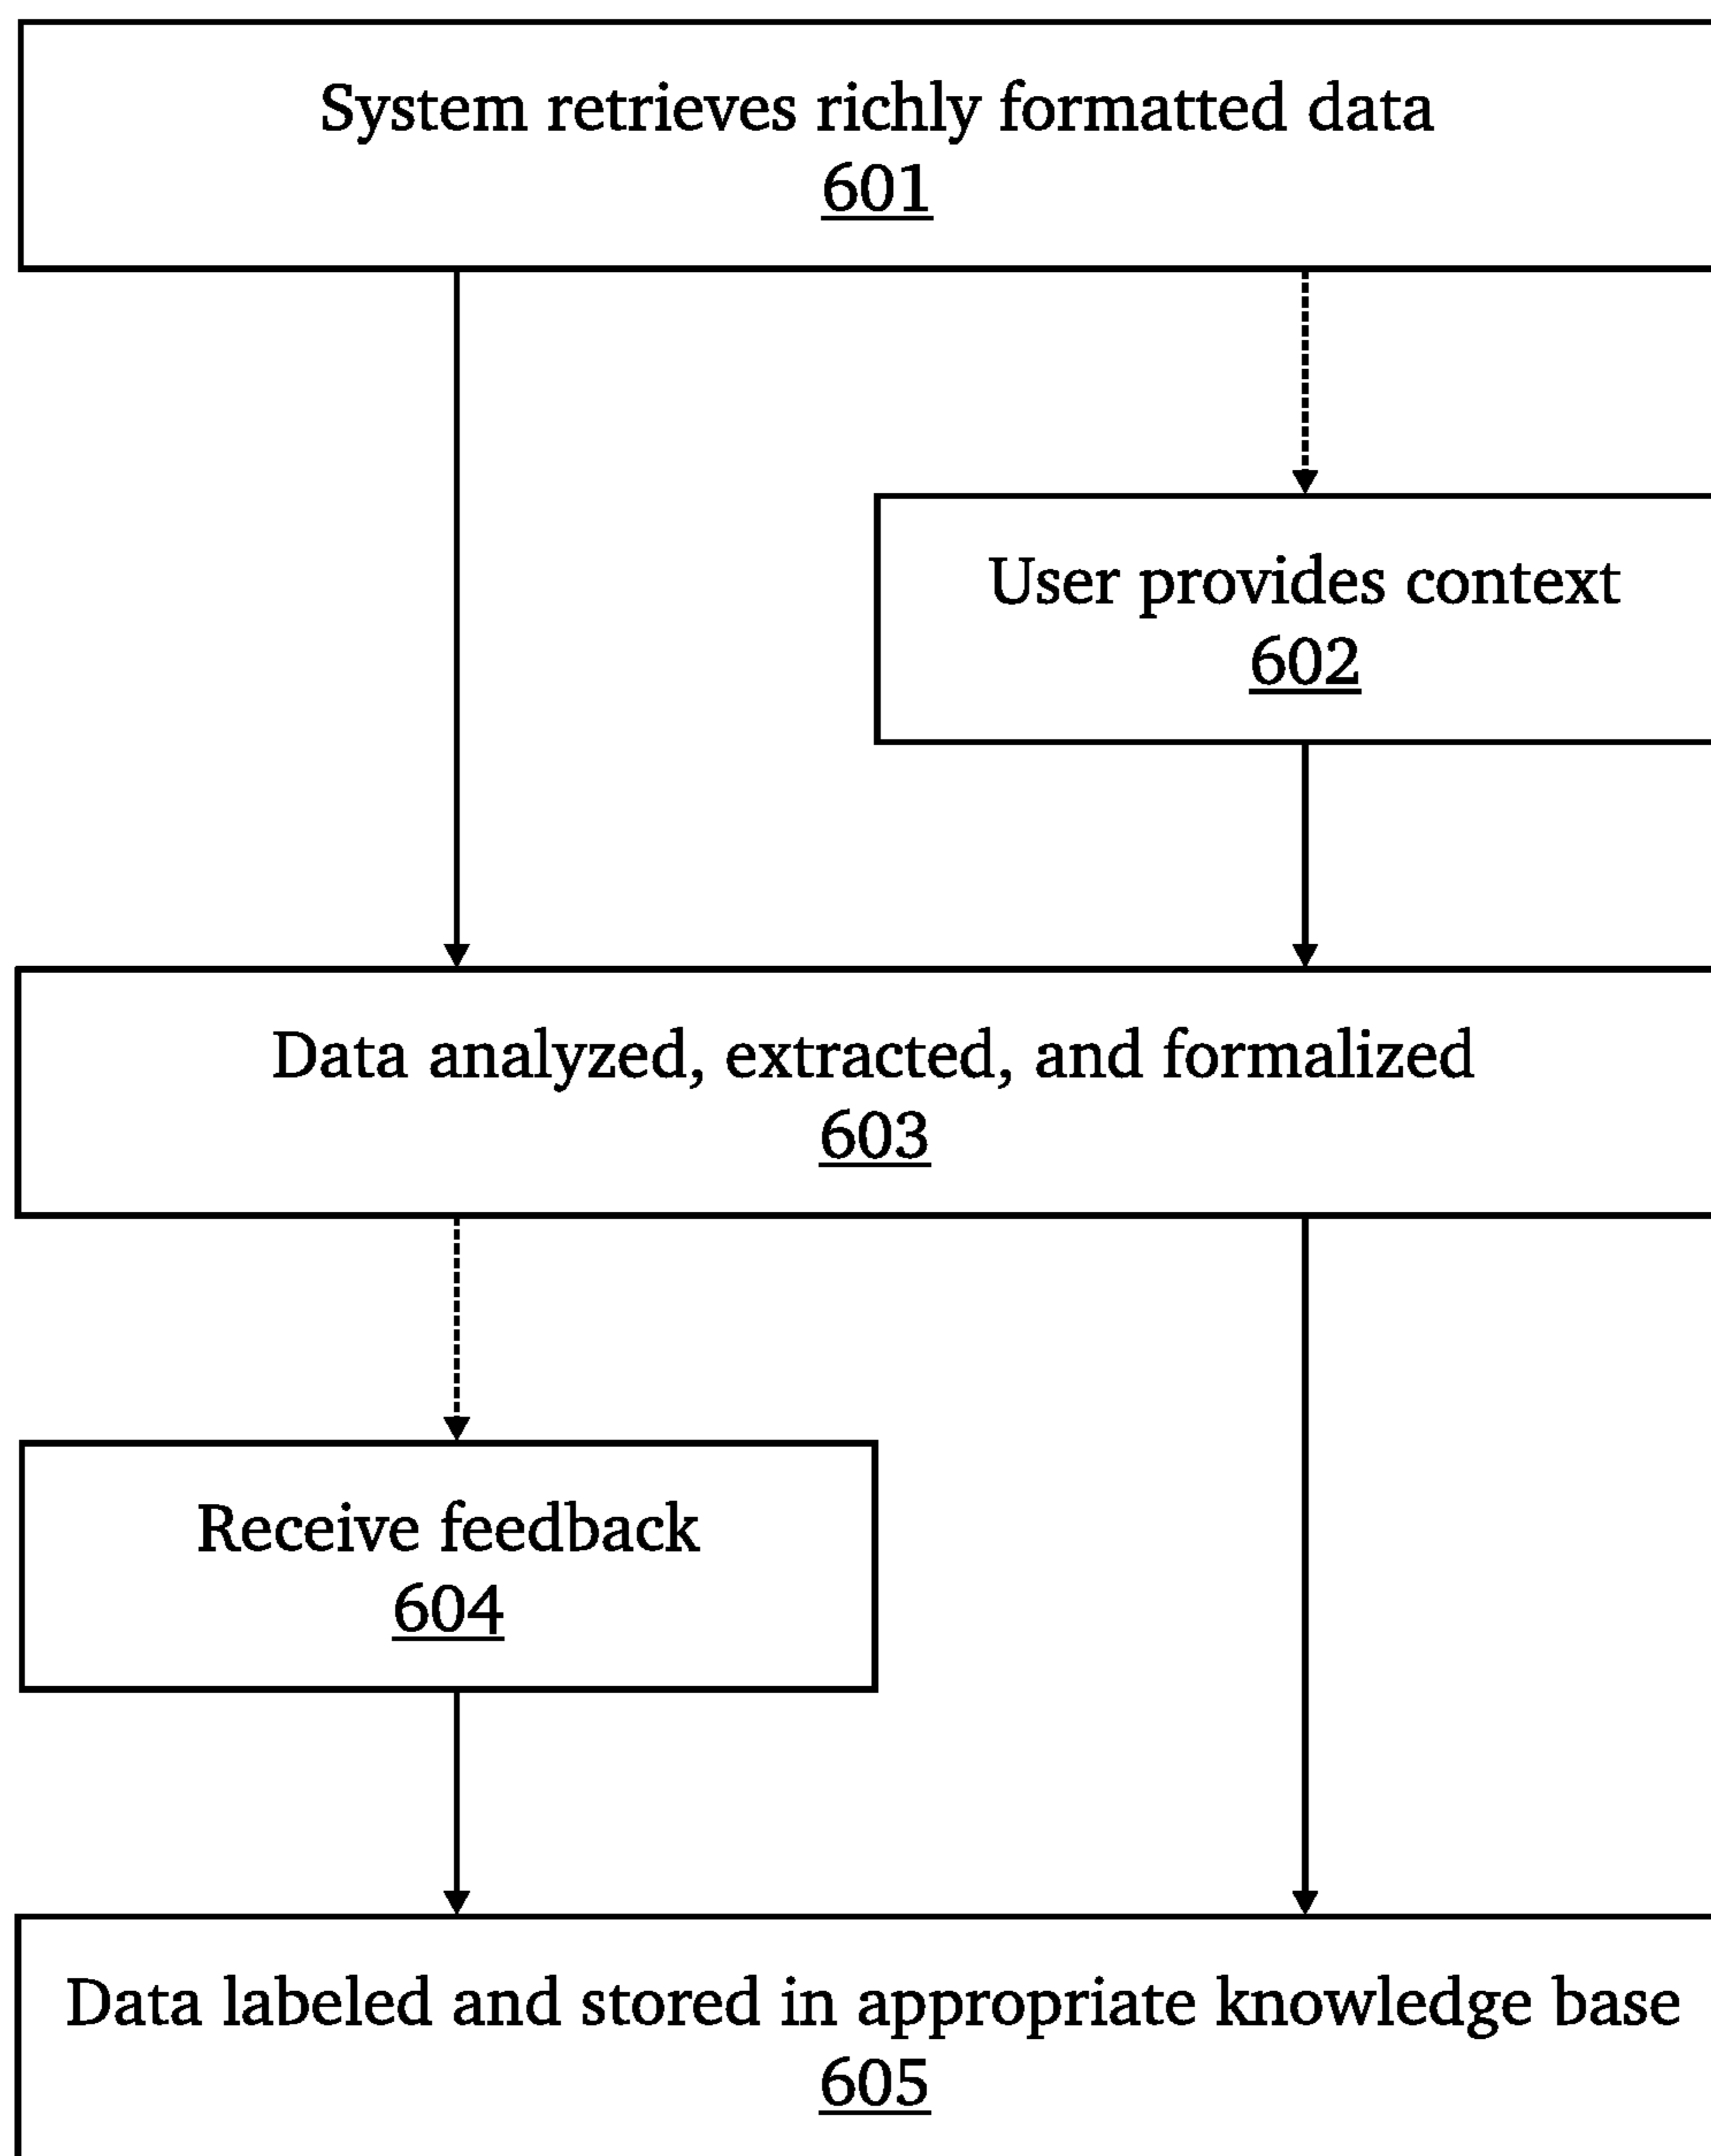 System retrieves richly formatted data
601
User provides context
602
Data analyzed, extracted, and formalized
603
Receive feedback
604
Data labeled and stored in appropriate knowledge base
605